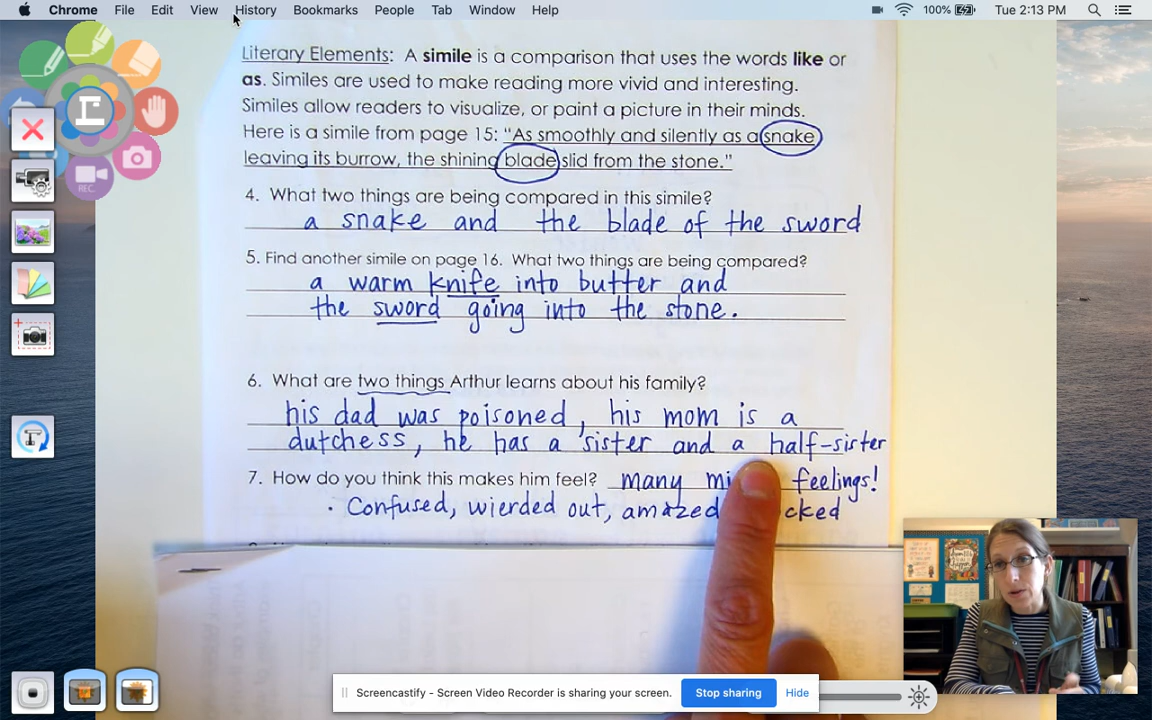 Chrome File Edit View History Bookmarks People Tab Window Help 100% Tue 2:13 PM
Literary Elements: A simile is a comparison that uses the words like or
as. Similes are used to make reading more vivid and interesting.
Similes allow readers to visualize, or paint a picture in their minds.
Here is a simile from page 15: "As smoothly and silently as a snake
leaving its burrow, the shining blade slid from the stone."
4. What two things are being compared in this simile?
a snake and the blade of the sword
5. Find another simile on page 16. What two things are being compared?
a warm knife into butter and
the sword going into the stone.
6. What are two things Arthur learns about his family?
his dad was poisoned, his mom is a
dutchess, he has a sister and a half-sister
7. How do you think this makes him feel? many feelings!
· Confused, wierded out, amazed
REC
Screencastify - Screen Video Recorder is sharing your screen. Stop sharing Hide